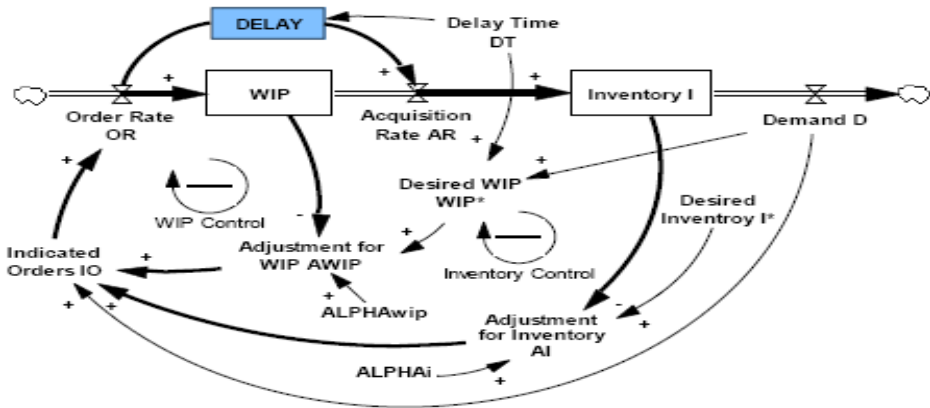 DELAY
Delay Time
DT
+
+
+
WIP
Inventory I
Order Rate
OR
Acquisition
Rate AR
Demand D
+
+
+
Desired WIP
WIP*
Desired
Inventroy I*
WIP Control
-
+
Indicated
Orders IO
+
Adjustment for
WIP AWIP
Inventory Control
+
+
+
ALPHAwip
-
+
Adjustment
for Inventory
AI
ALPHAi
+
+